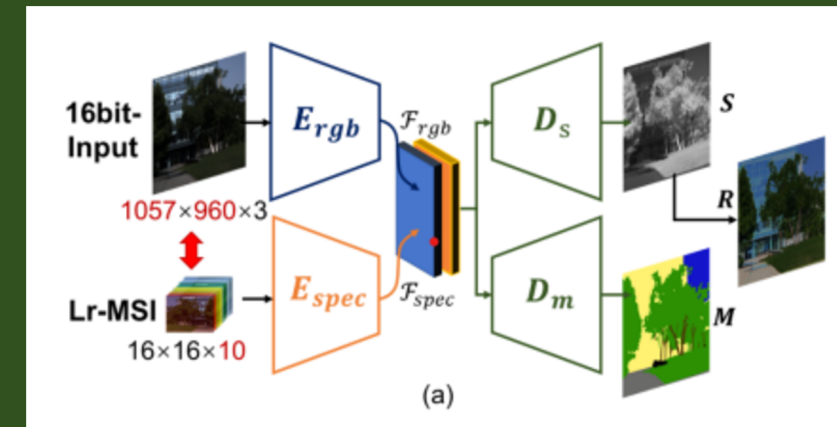 16bit-
Input
1057×960×3
Lr-MSI
16×16×10
E_rgb
E_spec
F_rgb
F_spec
D_s
D_m
S
R
M
(a)